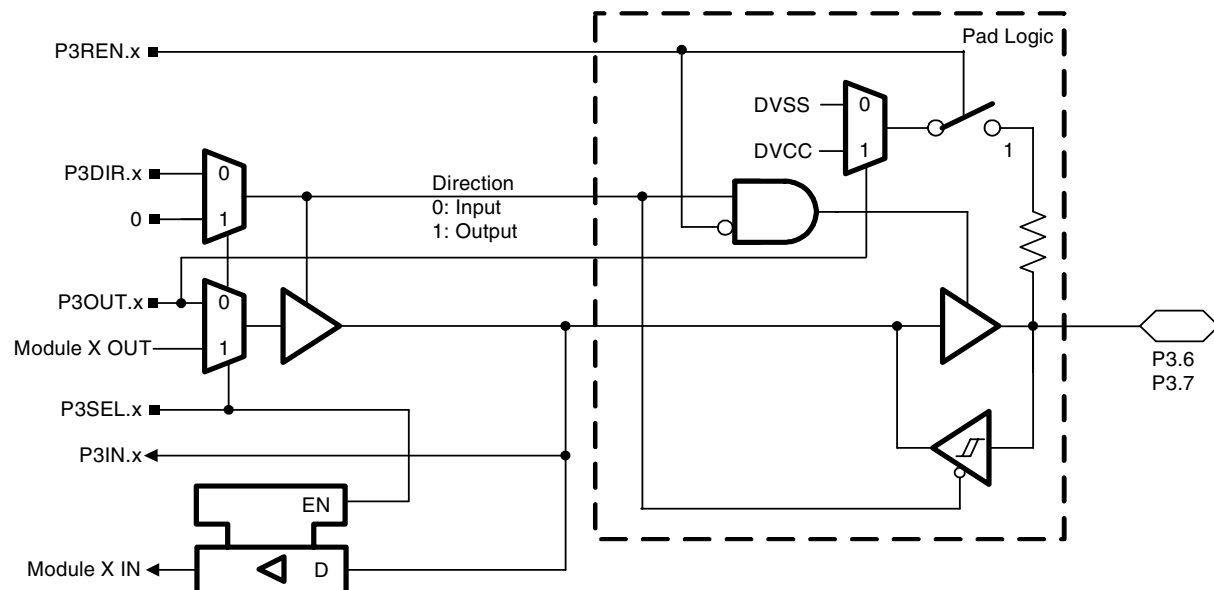 Pad Logic
P3REN.x
DVSS
0
DVCC
1
1
P3DIR.x
0
0
1
Direction
0: Input
1: Output
P3OUT.x
0
Module X OUT
1
P3.6
P3.7
P3SEL.x
P3IN.x
EN
Module X IN
D